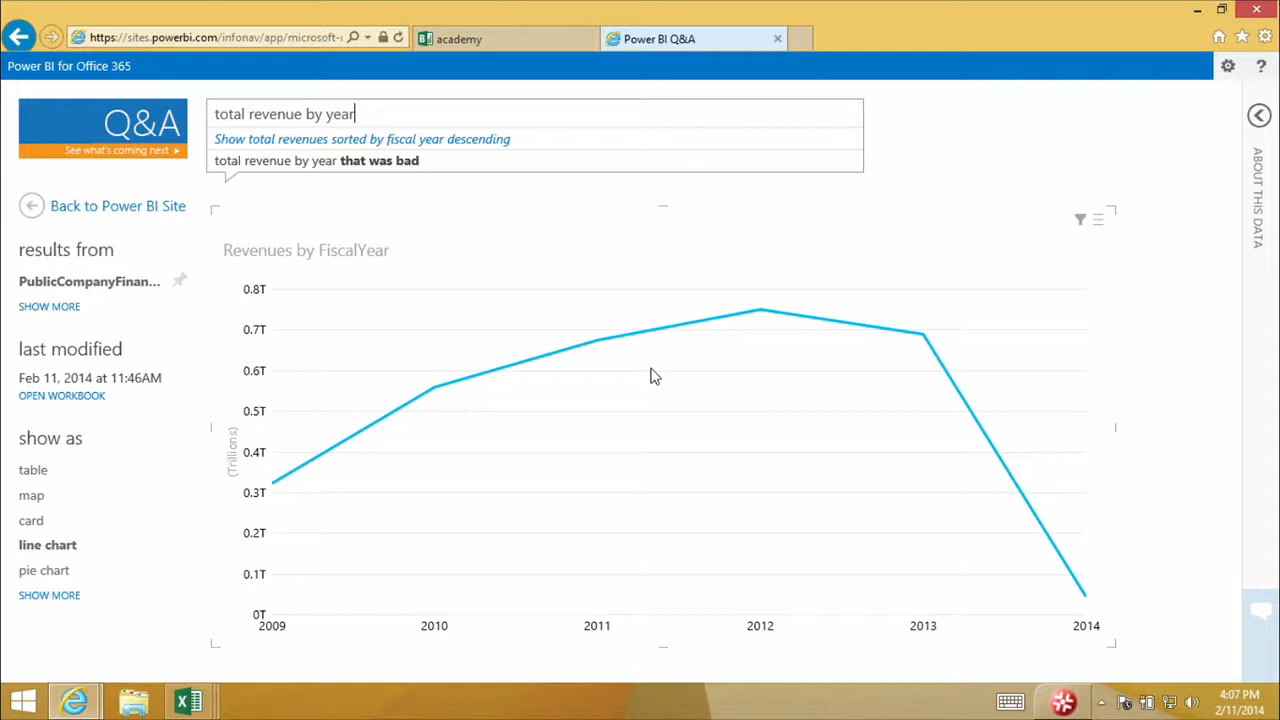 https://sites.powerbi.com/infonav/app/microsoft-
academy
Power BI Q&A
Power BI for Office 365
Q&A
See what's coming next
total revenue by year
Show total revenues sorted by fiscal year descending
total revenue by year that was bad
Back to Power BI Site
results from
PublicCompanyFinan...
SHOW MORE
last modified
Feb 11, 2014 at 11:46AM
OPEN WORKBOOK
show as
table
map
card
line chart
pie chart
SHOW MORE
Revenues by FiscalYear
(Trillions)
0.8T
0.7T
0.6T
0.5T
0.4T
0.3T
0.2T
0.1T
0T
2009 2010 2011 2012 2013 2014
ABOUT THIS DATA
4:07 PM
2/11/2014